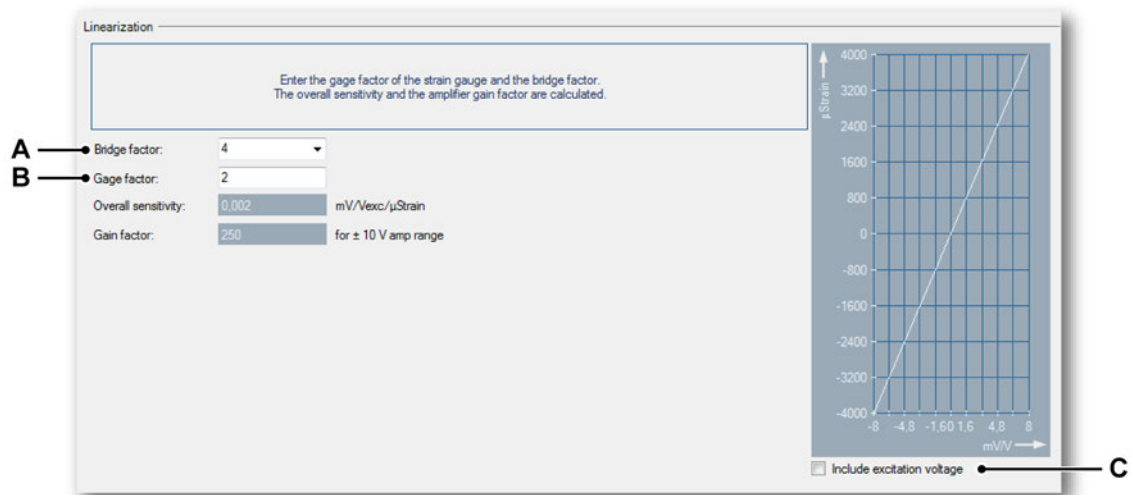 Linearization
Enter the gage factor of the strain gauge and the bridge factor.
The overall sensitivity and the amplifier gain factor are calculated.
A
Bridge factor:
4
B
Gage factor:
2
Overall sensitivity:
0,002
mV/Vexc/µStrain
Gain factor:
250
for ± 10 V amp range
µStrain
4000
3200
2400
1600
800
0
-800
-1600
-2400
-3200
-4000
-8 -4,8 -1,60 1,6 4,8 8
mV/V
Include excitation voltage
C